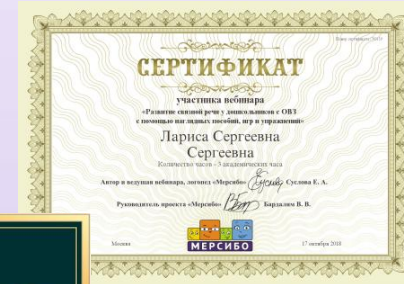 СЕРТИФИКАТ
участника вебинара
«Развитие связной речи у дошкольников с ОВЗ
с помощью наглядных пособий, игр и упражнений»
Лариса Сергеевна
Сергеевна
Количество часов - 3 академических часа
Автор и ведущая вебинара, логопед «Мерсибо» Суслова Е. А.
Руководитель проекта «Мерсибо» Бардалим В. В.
МЕРСИБО
Москва
17 октября 2018